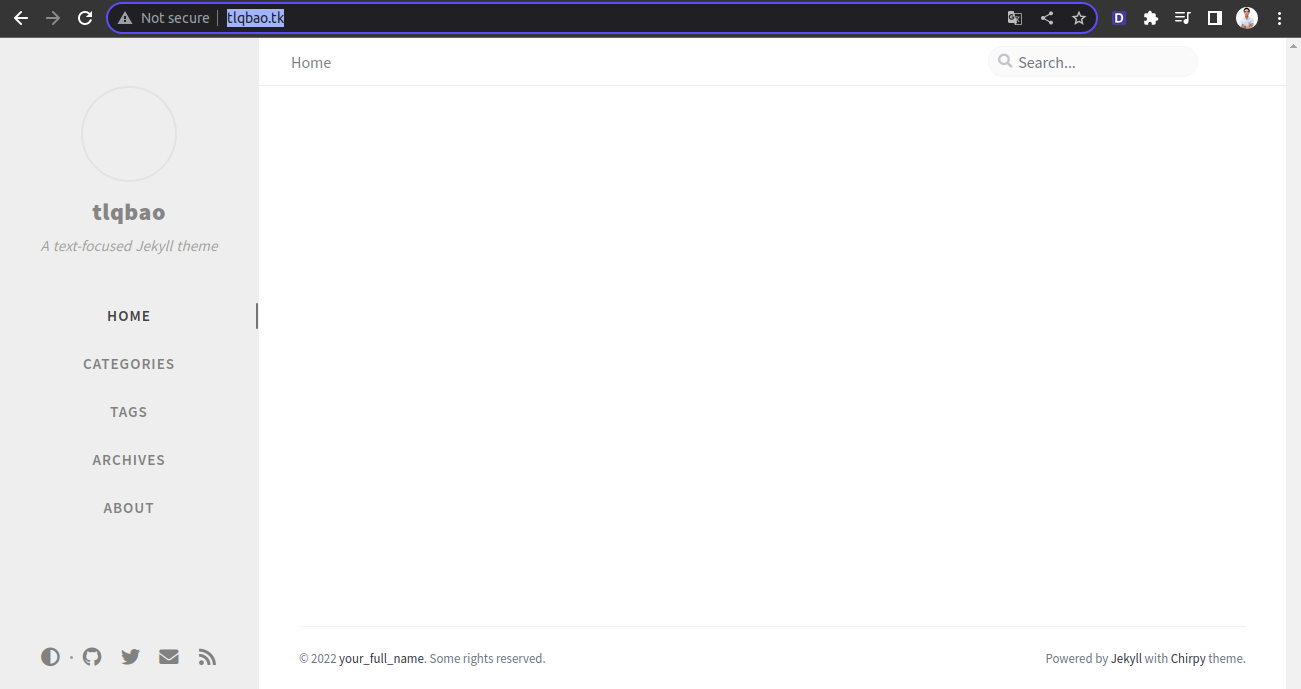 Not secure | tlqbao.tk
D
Home
Search...
tlqbao
A text-focused Jekyll theme
HOME
CATEGORIES
TAGS
ARCHIVES
ABOUT
© 2022 your_full_name. Some rights reserved.
Powered by Jekyll with Chirpy theme.